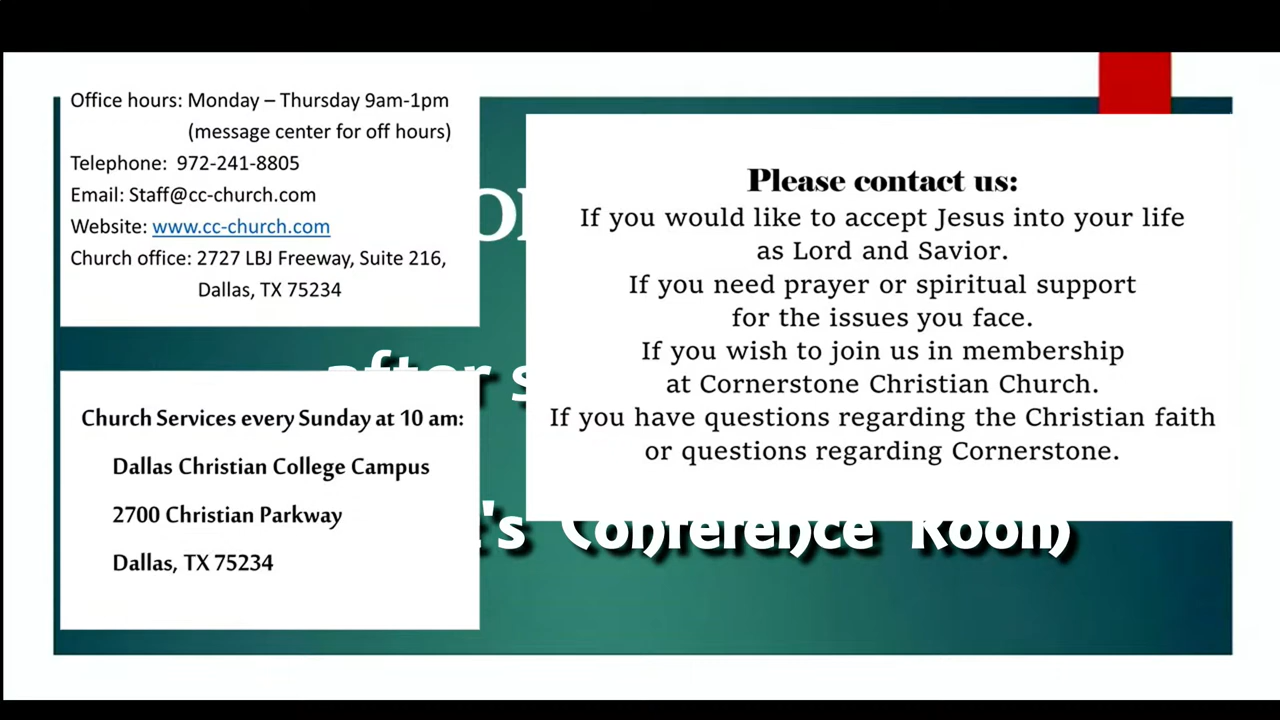 Office hours: Monday – Thursday 9am-1pm
(message center for off hours)
Telephone: 972-241-8805
Email: Staff@cc-church.com
Website: www.cc-church.com
Church office: 2727 LBJ Freeway, Suite 216,
Dallas, TX 75234
Church Services every Sunday at 10 am:
Dallas Christian College Campus
2700 Christian Parkway
Dallas, TX 75234
Please contact us:
If you would like to accept Jesus into your life
as Lord and Savior.
If you need prayer or spiritual support
for the issues you face.
If you wish to join us in membership
at Cornerstone Christian Church.
If you have questions regarding the Christian faith
or questions regarding Cornerstone.
after
Conference Room